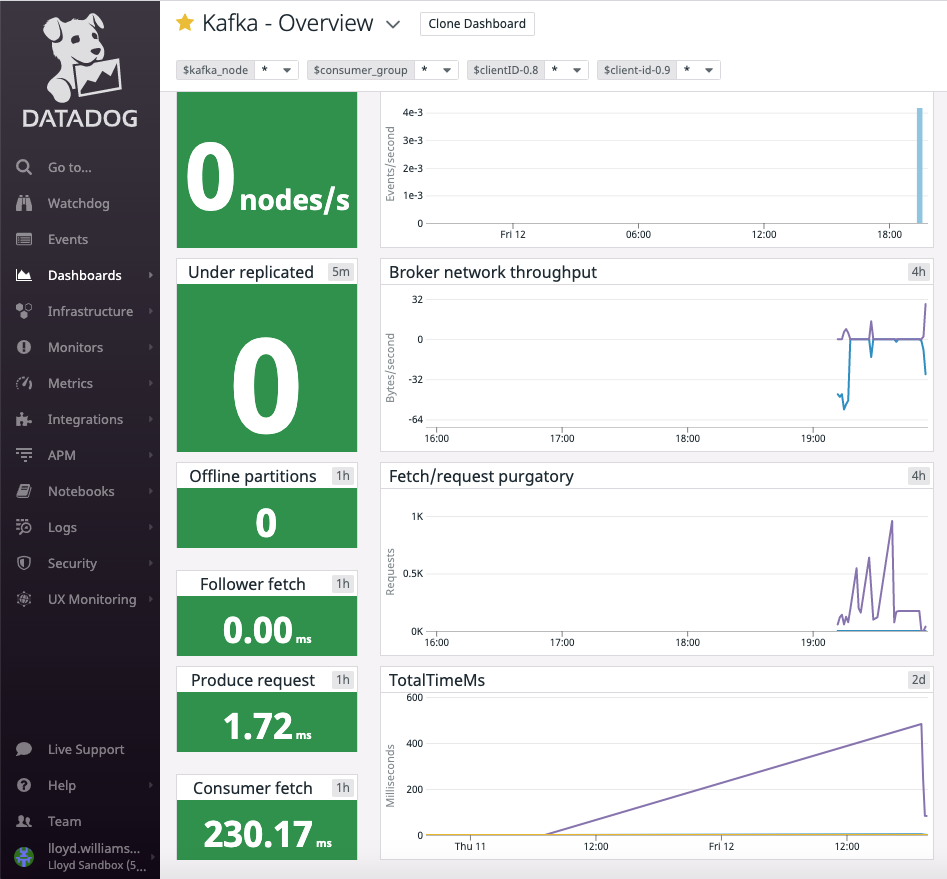 DATADOG
Go to...
Watchdog
Events
Dashboards
Infrastructure
Monitors
Metrics
Integrations
APM
Notebooks
Logs
Security
UX Monitoring
Live Support
Help
Team
lloyd.williams...
Lloyd Sandbox (5...
Kafka - Overview
Clone Dashboard
$kafka_node *
$consumer_group *
$clientID-0.8 *
$client-id-0.9 *
0 nodes/s
Events/second
4e-3
3e-3
2e-3
1e-3
0
Fri 12 06:00 12:00 18:00
Under replicated 5m
0
Broker network throughput 4h
Bytes/second
32
0
-32
-64
16:00 17:00 18:00 19:00
Offline partitions 1h
0
Follower fetch 1h
0.00 ms
Fetch/request purgatory 4h
Requests
1K
0.5K
0K
16:00 17:00 18:00 19:00
Produce request 1h
1.72 ms
Consumer fetch 1h
230.17 ms
TotalTimeMs 2d
Milliseconds
600
400
200
0
Thu 11 12:00 Fri 12 12:00